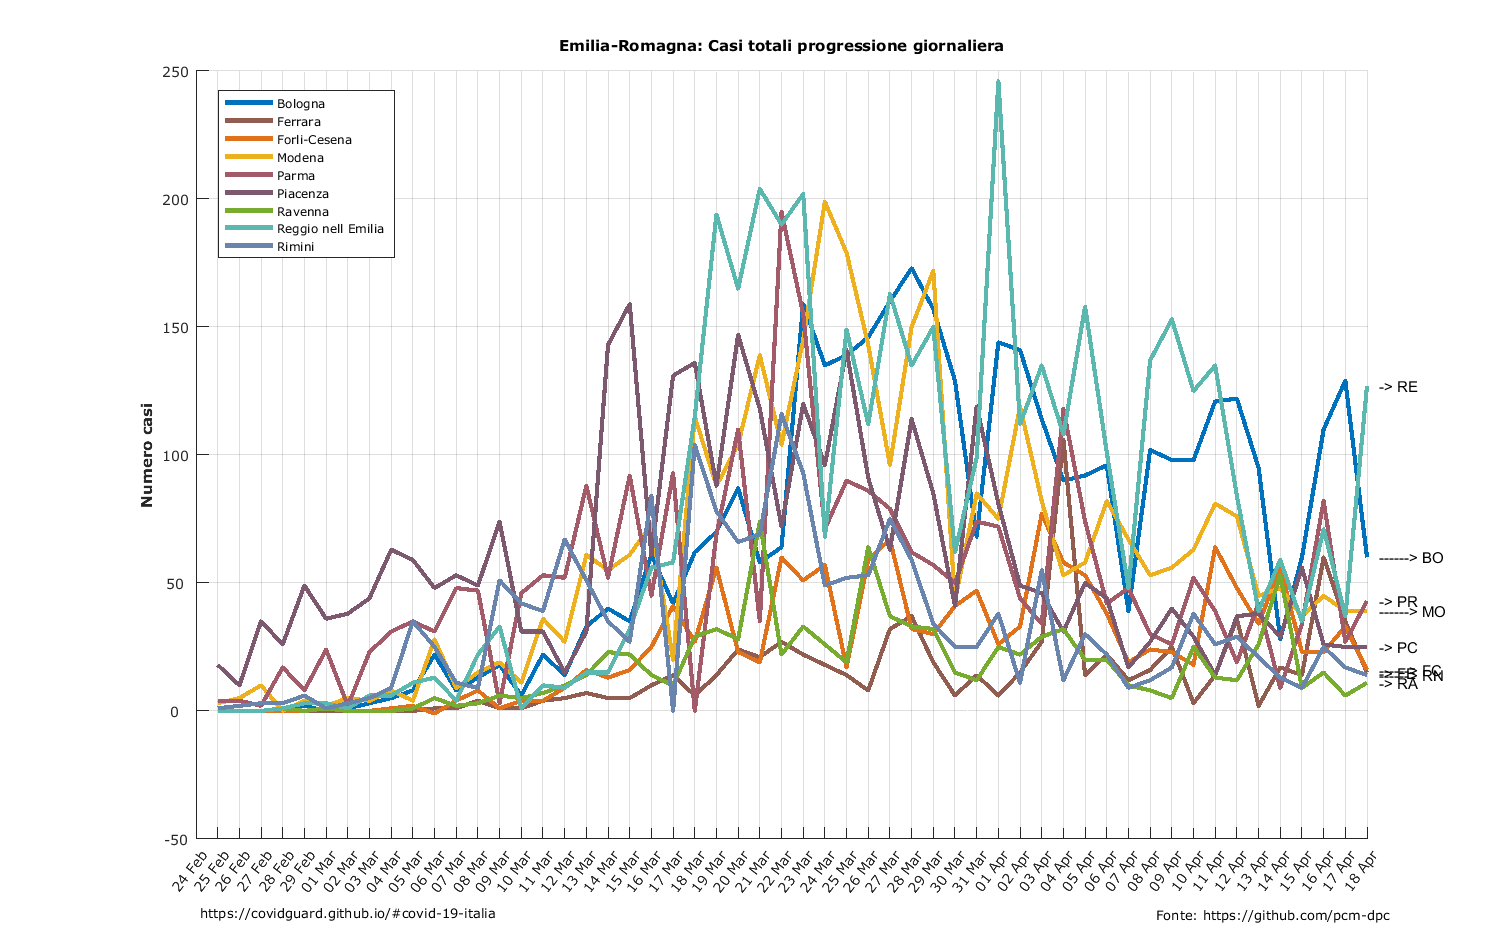 Emilia-Romagna: Casi totali progressione giornaliera
Numero casi
250
200
150
100
50
0
-50
Bologna
Ferrara
Forlì-Cesena
Modena
Parma
Piacenza
Ravenna
Reggio nell Emilia
Rimini
-> RE
------> BO
-> PR
------> MO
-> PC
-> RA
24 Feb
25 Feb
26 Feb
27 Feb
28 Feb
29 Feb
01 Mar
02 Mar
03 Mar
04 Mar
05 Mar
06 Mar
07 Mar
08 Mar
09 Mar
10 Mar
11 Mar
12 Mar
13 Mar
14 Mar
15 Mar
16 Mar
17 Mar
18 Mar
19 Mar
20 Mar
21 Mar
22 Mar
23 Mar
24 Mar
25 Mar
26 Mar
27 Mar
28 Mar
29 Mar
30 Mar
31 Mar
01 Apr
02 Apr
03 Apr
04 Apr
05 Apr
06 Apr
07 Apr
08 Apr
09 Apr
10 Apr
11 Apr
12 Apr
13 Apr
14 Apr
15 Apr
16 Apr
17 Apr
18 Apr
https://covidguard.github.io/#covid-19-italia
Fonte: https://github.com/pcm-dpc